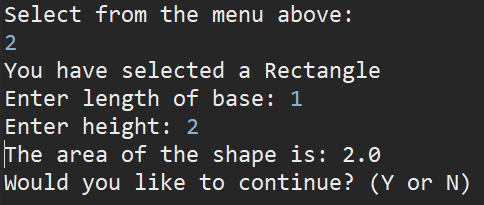 Select from the menu above:
2
You have selected a Rectangle
Enter length of base: 1
Enter height: 2
The area of the shape is: 2.0
Would you like to continue? (Y or N)